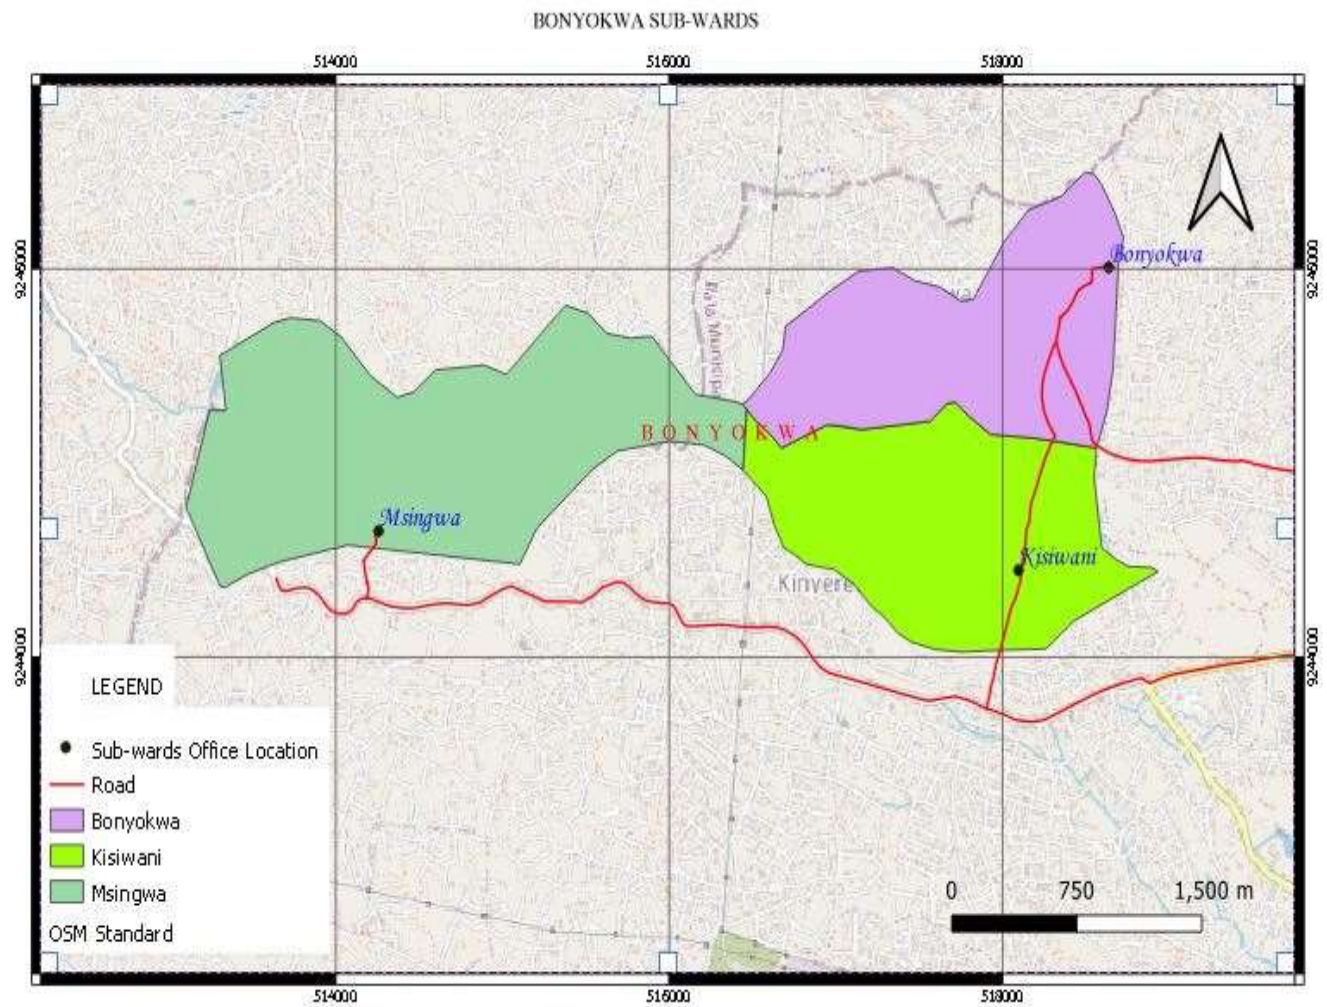 BONYOKWA SUB-WARDS
514000
516000
518000
9246000
9246000
Bonyokwa
BONYOKWA
Msingwa
Kisiwani
Kinyere
9244000
9244000
LEGEND
Sub-wards Office Location
Road
Bonyokwa
Kisiwani
Msingwa
OSM Standard
0 750 1,500 m
514000
516000
518000